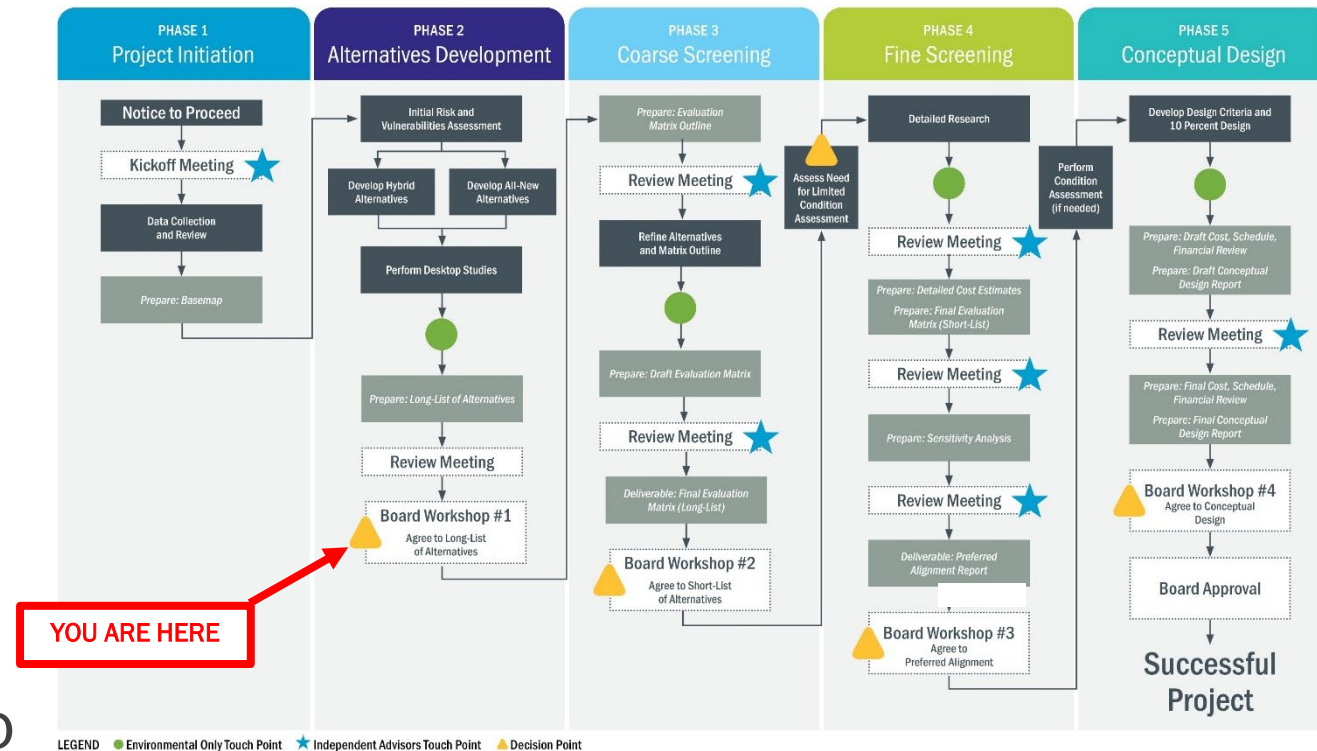 PHASE 1
Project Initiation
Notice to Proceed
Kickoff Meeting
Data Collection
and Review
Prepare: Basemap
PHASE 2
Alternatives Development
Initial Risk and
Vulnerabilities Assessment
Develop Hybrid
Alternatives
Develop All-New
Alternatives
Perform Desktop Studies
Prepare: Long-List of Alternatives
Review Meeting
Board Workshop #1
Agree to Long-List
of Alternatives
YOU ARE HERE
PHASE 3
Coarse Screening
Prepare: Evaluation
Matrix Outline
Review Meeting
Refine Alternatives
and Matrix Outline
Prepare: Draft Evaluation Matrix
Review Meeting
Deliverable: Final Evaluation
Matrix (Long-List)
Board Workshop #2
Agree to Short-List
of Alternatives
Assess Need
for Limited
Condition
Assessment
PHASE 4
Fine Screening
Detailed Research
Review Meeting
Prepare: Detailed Cost Estimates
Prepare: Final Evaluation
Matrix (Short-List)
Review Meeting
Prepare: Sensitivity Analysis
Review Meeting
Deliverable: Preferred
Alignment Report
Board Workshop #3
Agree to
Preferred Alignment
Perform
Condition
Assessment
(if needed)
PHASE 5
Conceptual Design
Develop Design Criteria and
10 Percent Design
Prepare: Draft Cost, Schedule,
Financial Review
Prepare: Draft Conceptual
Design Report
Review Meeting
Prepare: Final Cost, Schedule,
Financial Review
Prepare: Final Conceptual
Design Report
Board Workshop #4
Agree to Conceptual
Design
Board Approval
Successful
Project
LEGEND Environmental Only Touch Point Independent Advisors Touch Point Decision Point